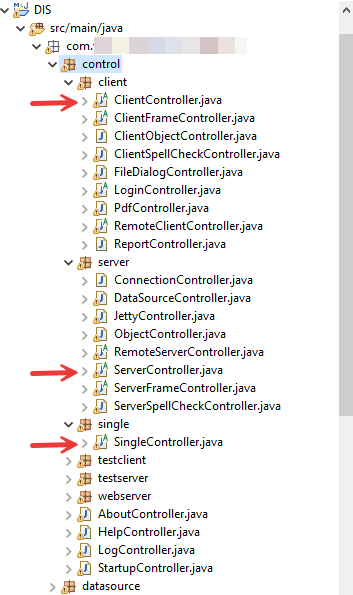 DIS
src/main/java
com.
control
client
ClientController.java
ClientFrameController.java
ClientObjectController.java
ClientSpellCheckController.java
FileDialogController.java
LoginController.java
PdfController.java
RemoteClientController.java
ReportController.java
server
ConnectionController.java
DataSourceController.java
JettyController.java
ObjectController.java
RemoteServerController.java
ServerController.java
ServerFrameController.java
ServerSpellCheckController.java
single
SingleController.java
testclient
testserver
webserver
AboutController.java
HelpController.java
LogController.java
StartupController.java
datasource